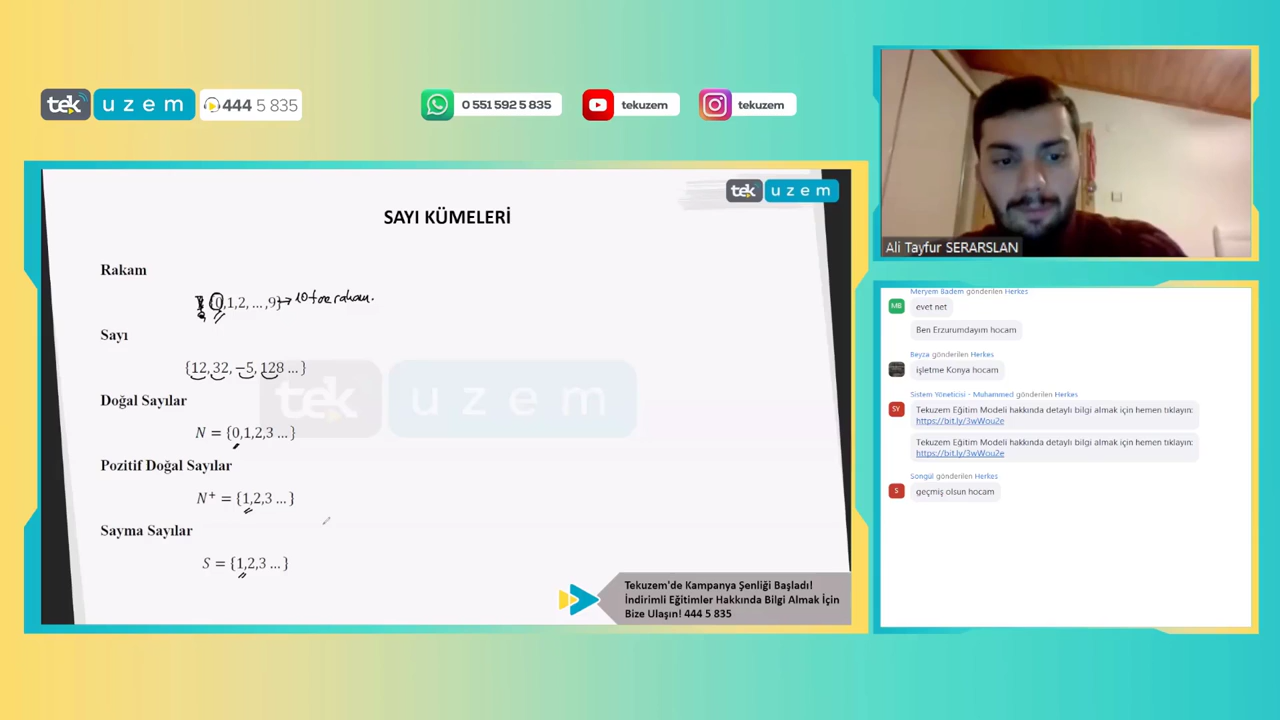 tek uzem 444 5 835
0 551 592 5 835
tekuzem
tekuzem
tek uzem
SAYI KÜMELERİ
Rakam
{0,1,2, … ,9} → 10 tane rakam.
Sayı
{12, 32, −5, 128 … }
Doğal Sayılar
N = {0,1,2,3 … }
Pozitif Doğal Sayılar
N⁺ = {1,2,3 … }
Sayma Sayılar
S = {1,2,3 … }
tek uzem
Tekuzem'de Kampanya Şenliği Başladı!
İndirimli Eğitimler Hakkında Bilgi Almak İçin
Bize Ulaşın! 444 5 835
Ali Tayfur SERARSLAN
Meryem Badem gönderilen Herkes
MB
evet net
Ben Erzurumdayım hocam
Beyza gönderilen Herkes
işletme Konya hocam
Sistem Yöneticisi - Muhammed gönderilen Herkes
SY
Tekuzem Eğitim Modeli hakkında detaylı bilgi almak için hemen tıklayın:
https://bit.ly/3wWou2e
Tekuzem Eğitim Modeli hakkında detaylı bilgi almak için hemen tıklayın:
https://bit.ly/3wWou2e
Songül gönderilen Herkes
S
geçmiş olsun hocam